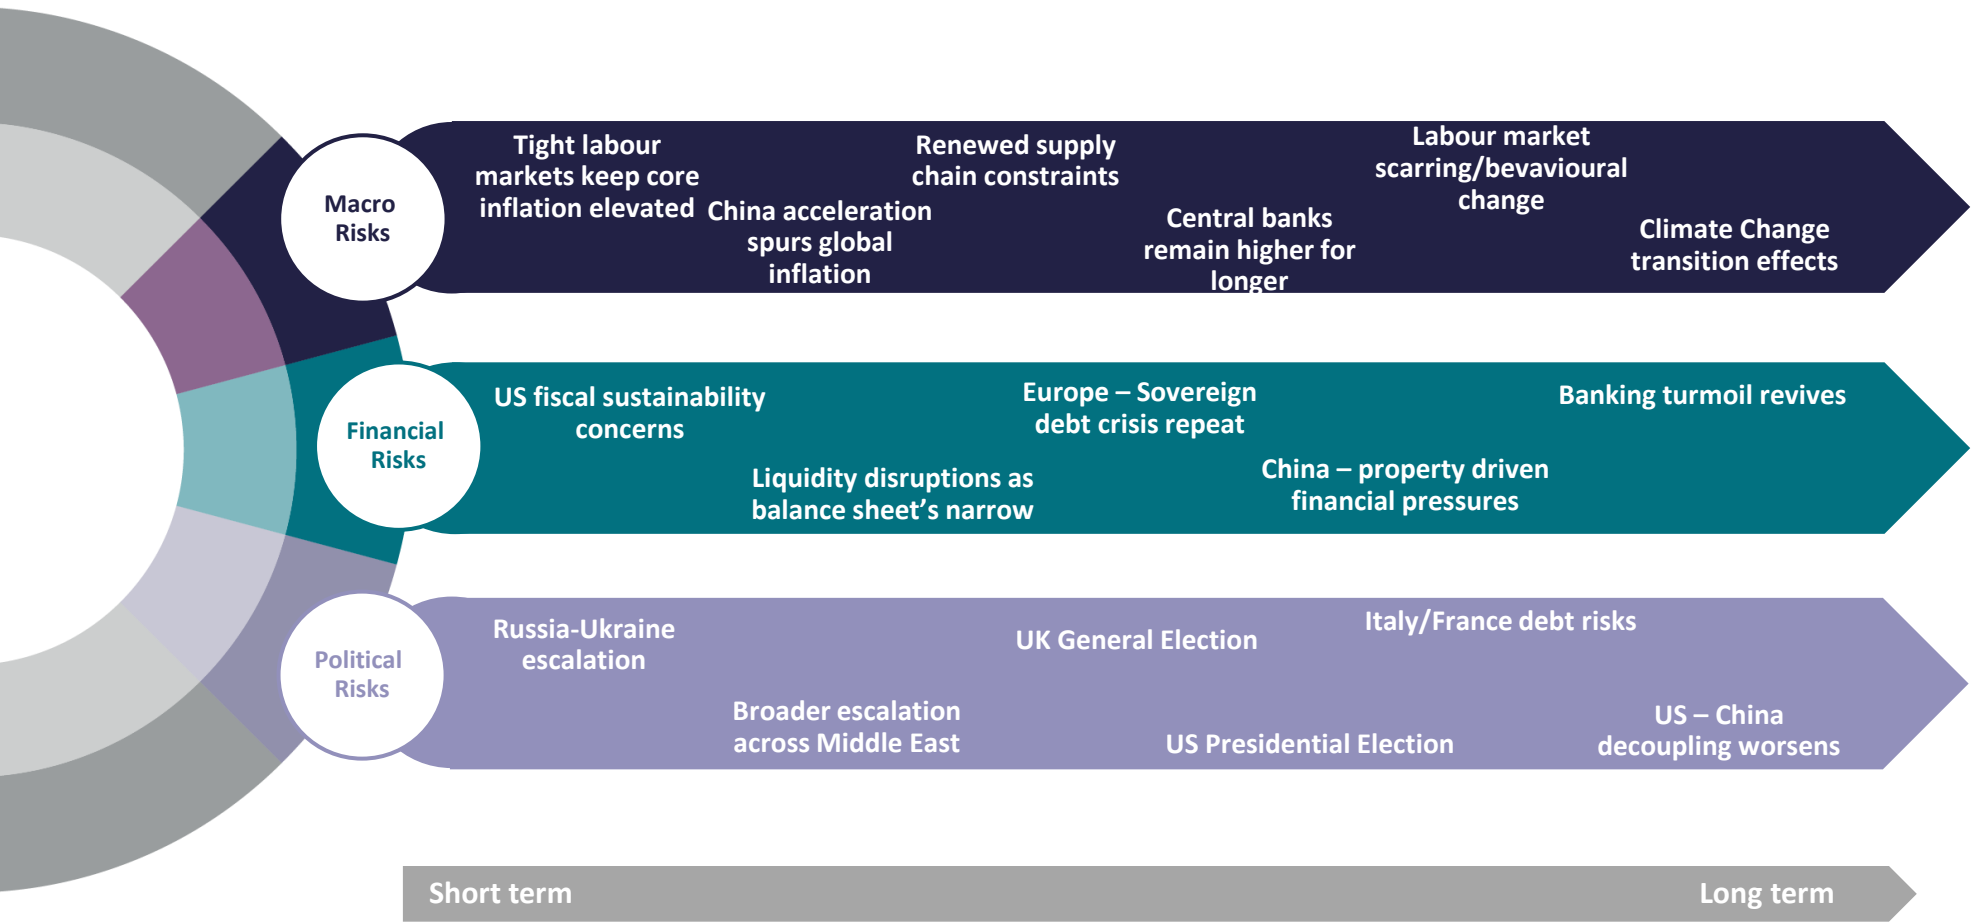 Macro
Risks
Tight labour
markets keep core
inflation elevated
China acceleration
spurs global
inflation
Renewed supply
chain constraints
Central banks
remain higher for
longer
Labour market
scarring/bevavioural
change
Climate Change
transition effects
Financial
Risks
US fiscal sustainability
concerns
Liquidity disruptions as
balance sheet’s narrow
Europe – Sovereign
debt crisis repeat
China – property driven
financial pressures
Banking turmoil revives
Political
Risks
Russia-Ukraine
escalation
Broader escalation
across Middle East
UK General Election
US Presidential Election
Italy/France debt risks
US – China
decoupling worsens
Short term
Long term